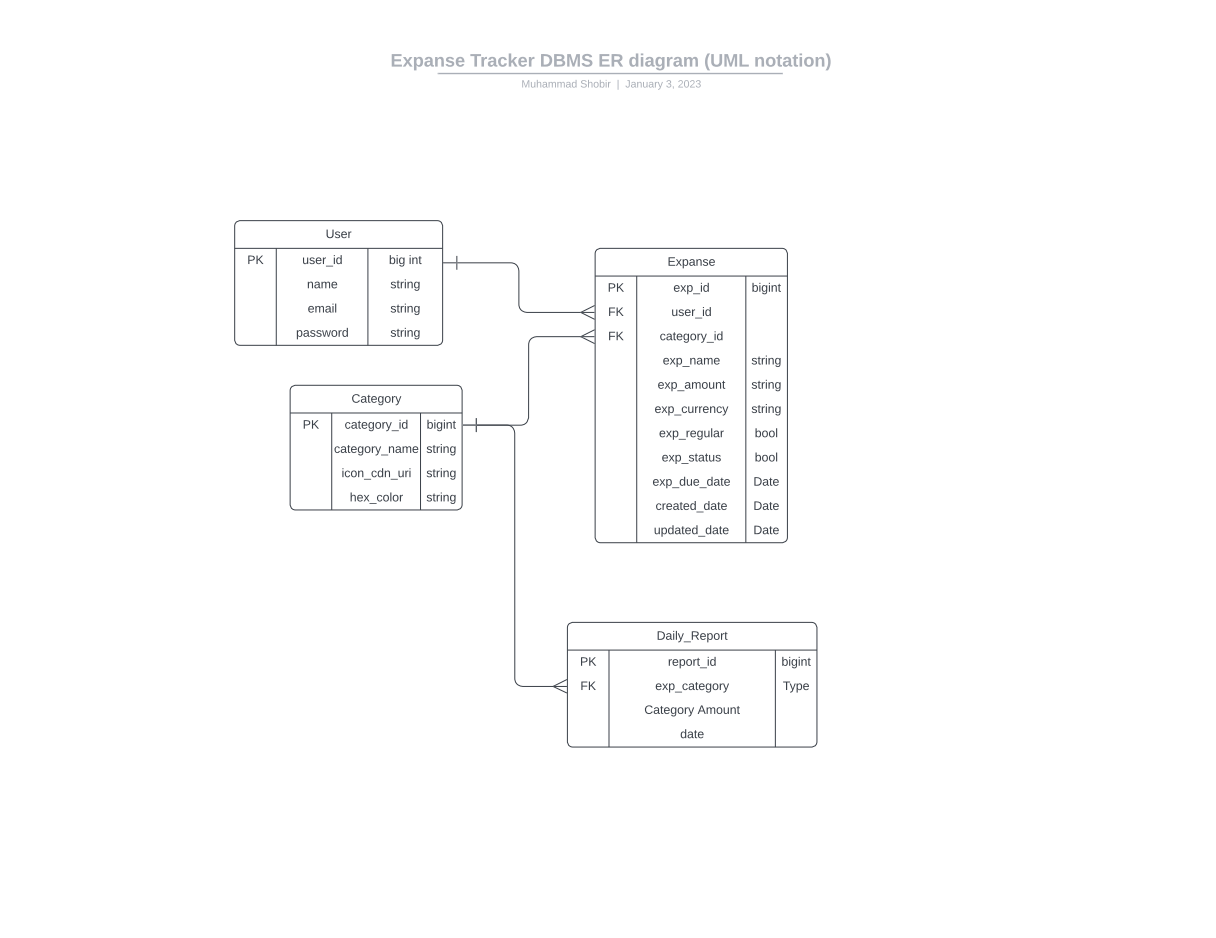 Expanse Tracker DBMS ER diagram (UML notation)
Muhammad Shobir | January 3, 2023
User
PK user_id big int
name string
email string
password string
Category
PK category_id bigint
category_name string
icon_cdn_uri string
hex_color string
Expanse
PK exp_id bigint
FK user_id
FK category_id
exp_name string
exp_amount string
exp_currency string
exp_regular bool
exp_status bool
exp_due_date Date
created_date Date
updated_date Date
Daily_Report
PK report_id bigint
FK exp_category Type
Category Amount
date